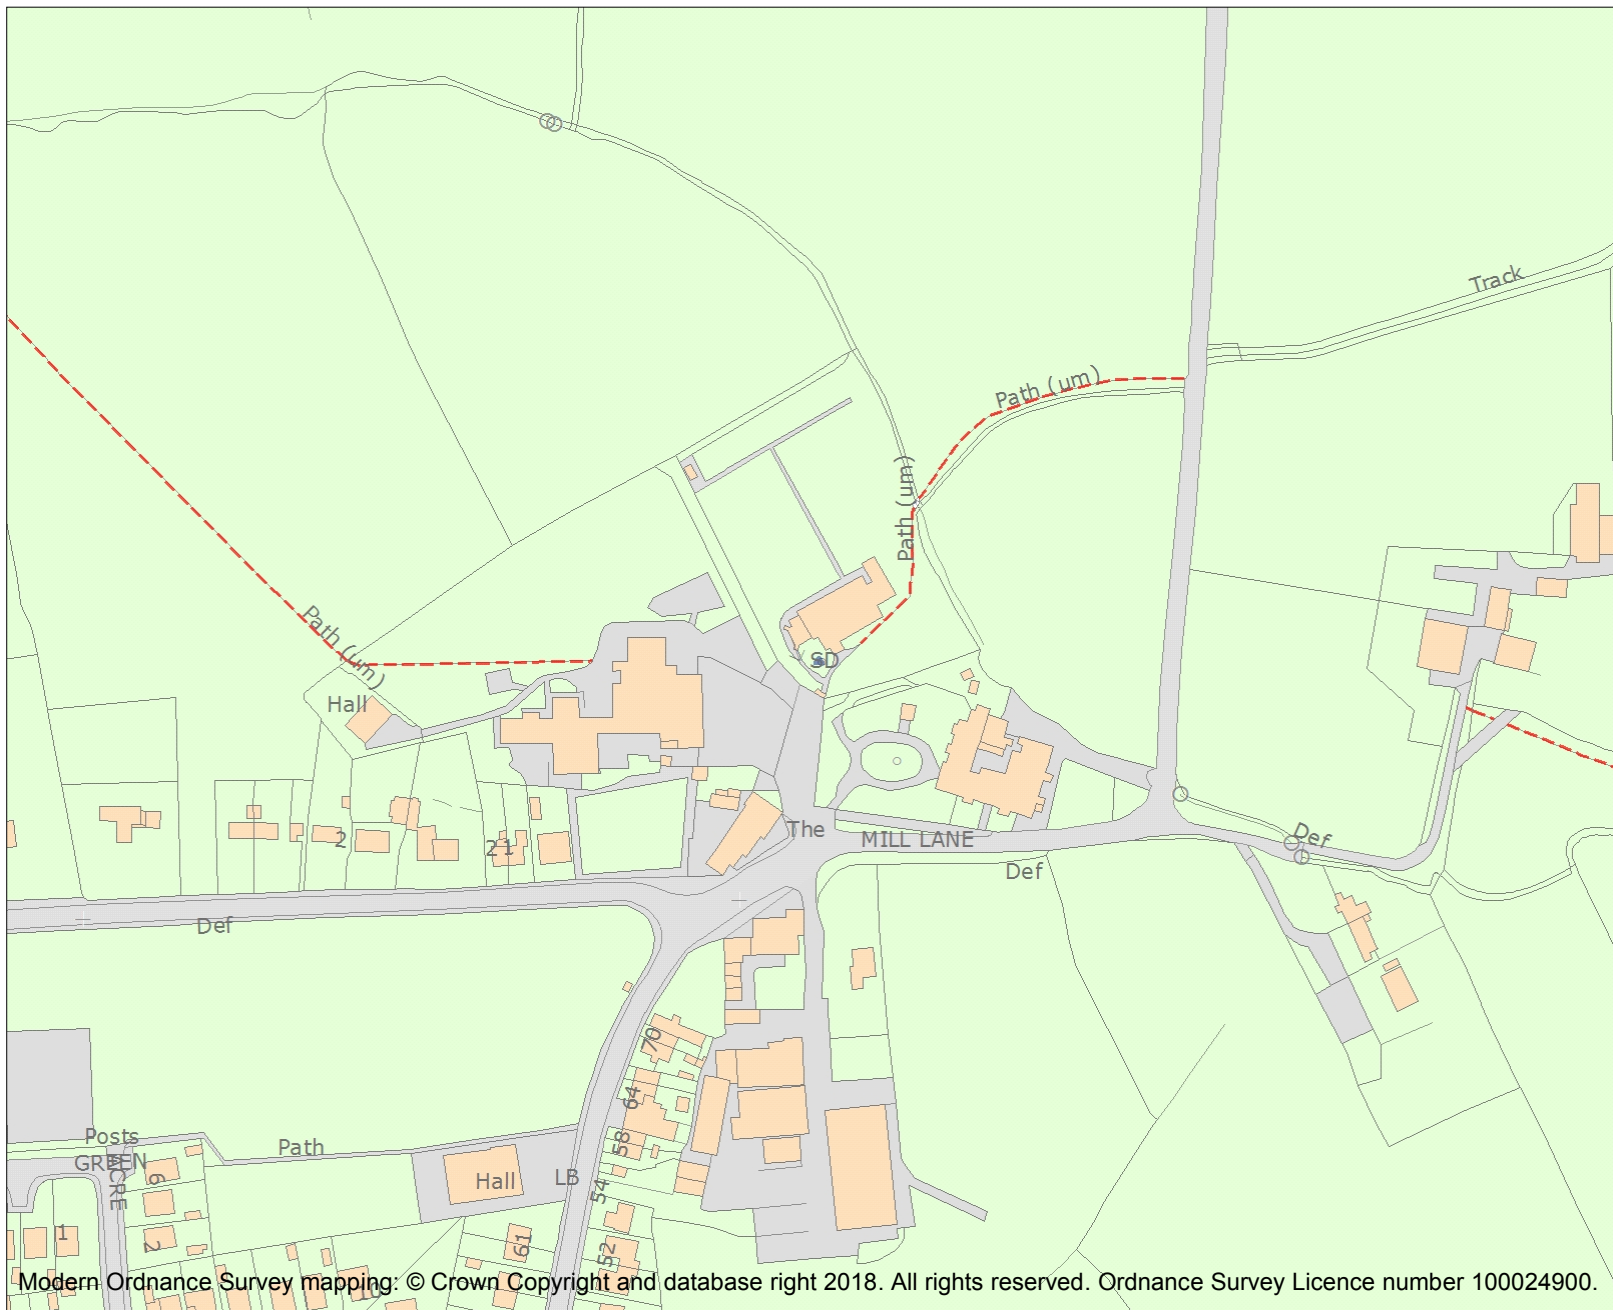 Track
Path (um)
Path (um)
Path (um)
SD
Hall
The
MILL LANE
2
21
Def
Def
Def
70
64
58
54
52
Posts
GREEN
ACRE
Path
Hall
LB
6
1
2
61
10
Modern Ordnance Survey mapping: © Crown Copyright and database right 2018. All rights reserved. Ordnance Survey Licence number 100024900.